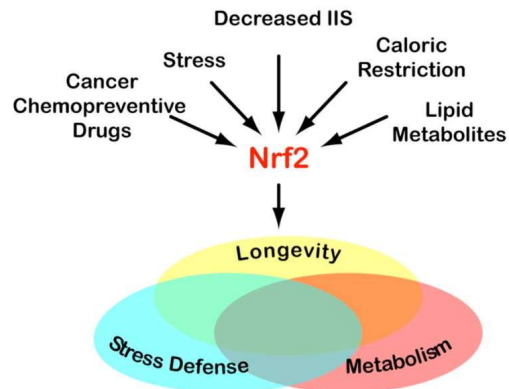 Decreased IIS
Stress
Caloric
Restriction
Cancer
Chemopreventive
Drugs
Lipid
Metabolites
Nrf2
Longevity
Stress Defense
Metabolism